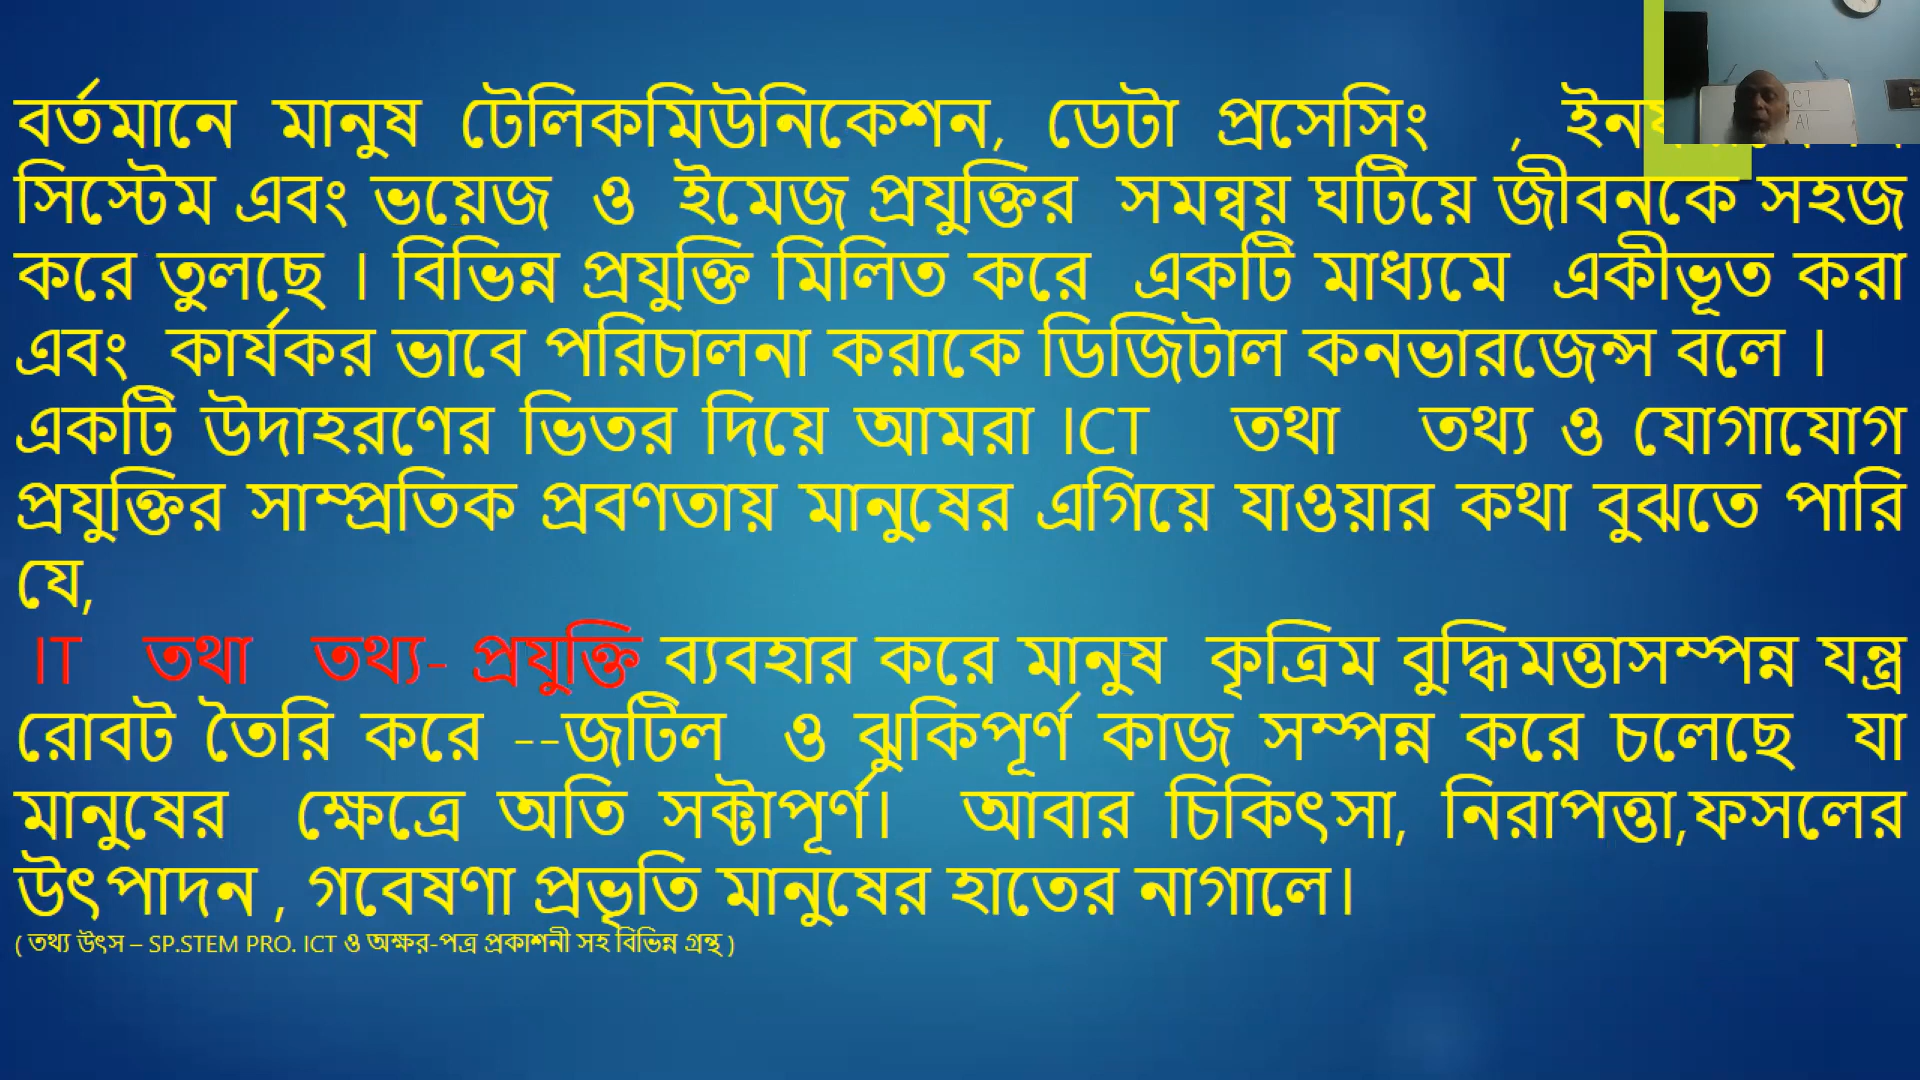 বর্তমানে মানুষ টেলিকমিউনিকেশন, ডেটা প্রসেসিং ,
সিস্টেম এবং ভয়েজ ও ইমেজ প্রযুক্তির সমন্বয় ঘটিয়ে জীবনকে সহজ
করে তুলছে । বিভিন্ন প্রযুক্তি মিলিত করে একটি মাধ্যমে একীভূত করা
এবং কার্যকর ভাবে পরিচালনা করাকে ডিজিটাল কনভারজেন্স বলে ।
একটি উদাহরণের ভিতর দিয়ে আমরা ICT তথা তথ্য ও যোগাযোগ
প্রযুক্তির সাম্প্রতিক প্রবণতায় মানুষের এগিয়ে যাওয়ার কথা বুঝতে পারি
যে,
IT তথা তথ্য- প্রযুক্তি ব্যবহার করে মানুষ কৃত্রিম বুদ্ধিমত্তাসম্পন্ন যন্ত্র
রোবট তৈরি করে --জটিল ও ঝুকিপূর্ণ কাজ সম্পন্ন করে চলেছে যা
মানুষের ক্ষেত্রে অতি সক্টাপূর্ণ। আবার চিকিৎসা, নিরাপত্তা,ফসলের
উৎপাদন , গবেষণা প্রভৃতি মানুষের হাতের নাগালে।
( তথ্য উৎস – SP.STEM PRO. ICT ও অক্ষর-পত্র প্রকাশনী সহ বিভিন্ন গ্রন্থ )